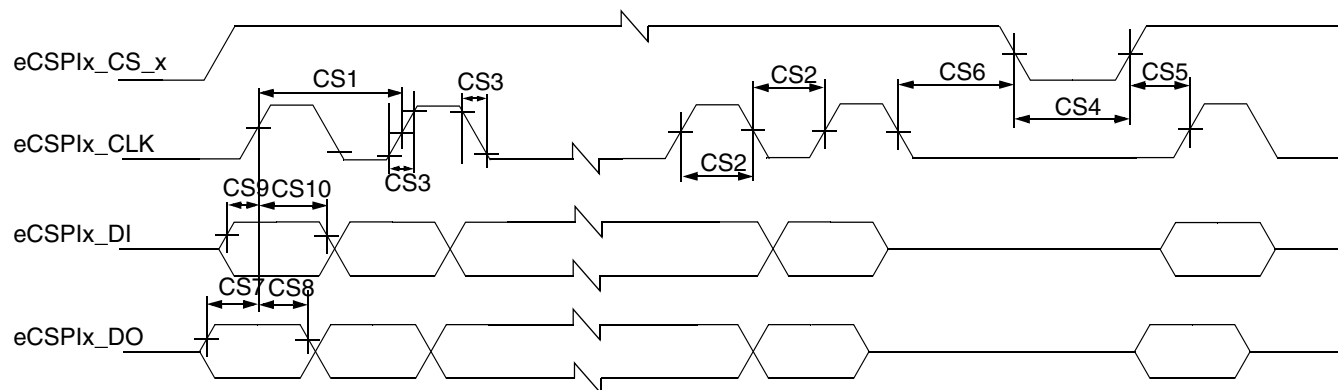 eCSPIx_CS_x
CS1
CS3
CS2
CS6
CS5
CS4
eCSPIx_CLK
CS3
CS2
CS9
CS10
eCSPIx_DI
CS7
CS8
eCSPIx_DO